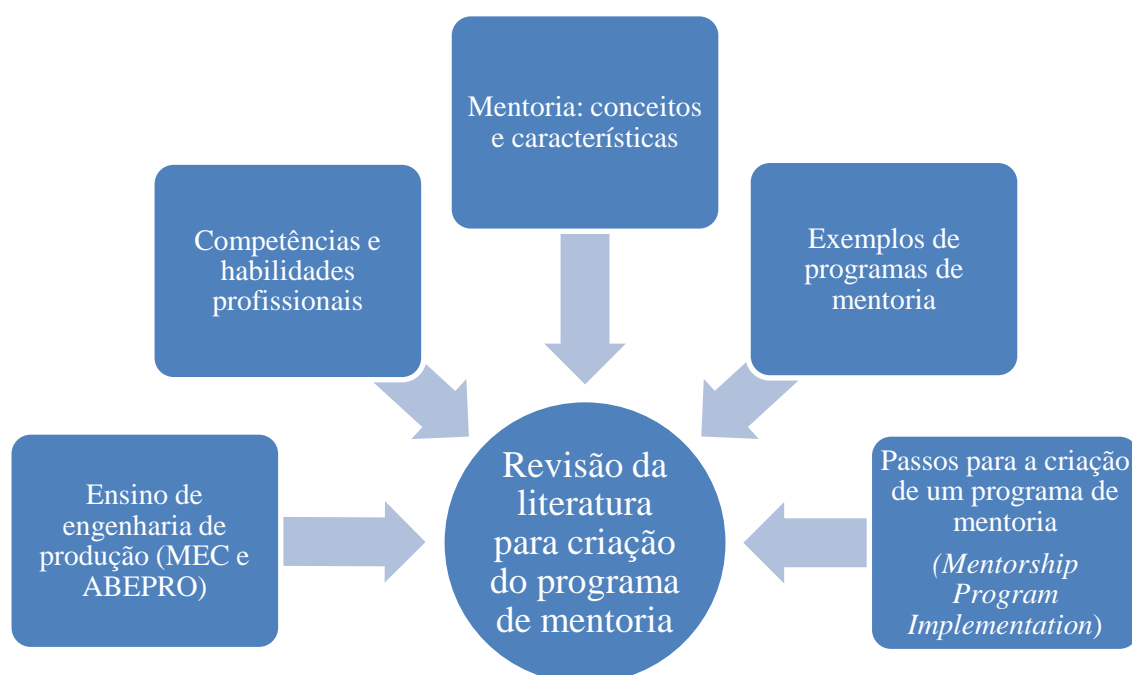 Mentoria: conceitos
e características
Competências e
habilidades
profissionais
Exemplos de
programas de
mentoria
Ensino de
engenharia de
produção (MEC e
ABEPRO)
Revisão da
literatura
para criação
do programa
de mentoria
Passos para a criação
de um programa de
mentoria
(Mentorship
Program
Implementation)